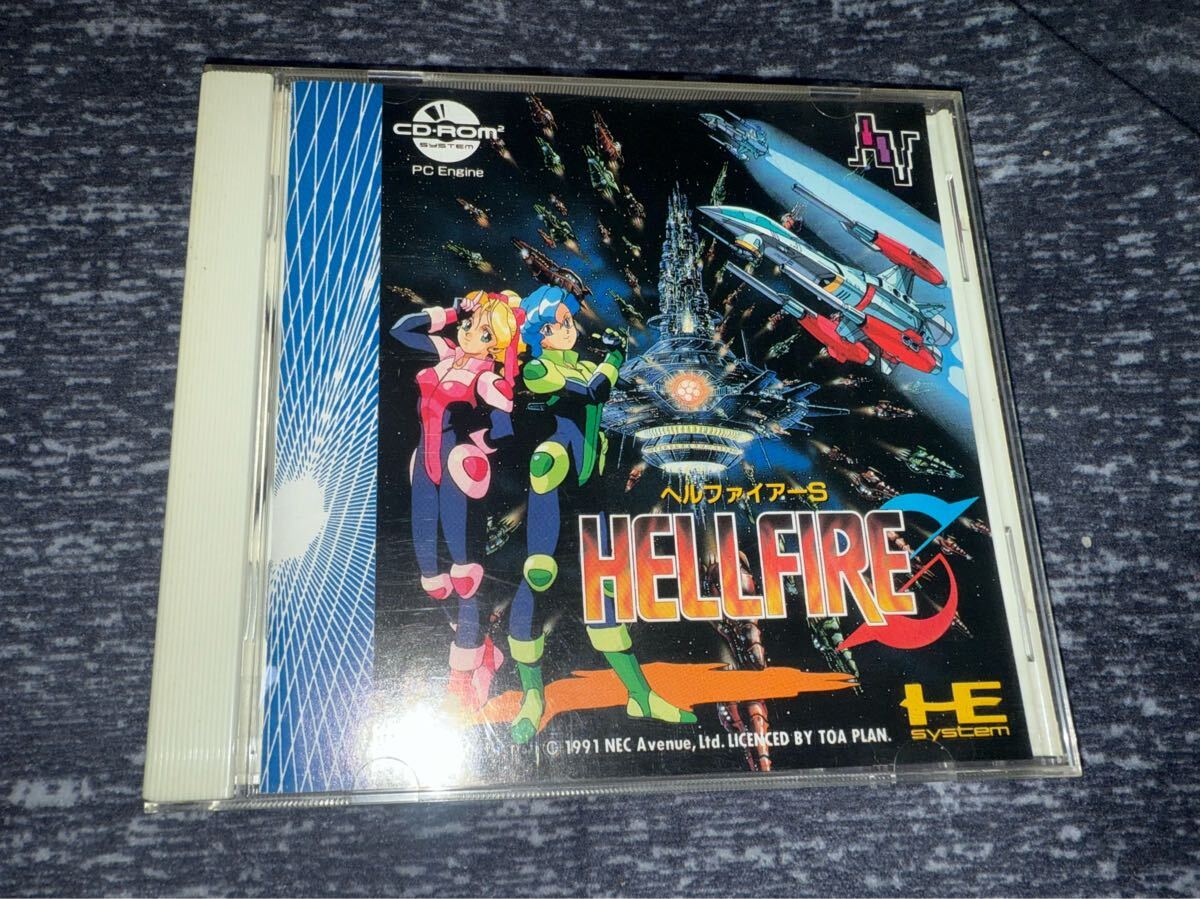 CD-ROM²
SYSTEM
PC Engine
ヘルファイアーS
HELLFIRE S
HE
system
© 1991 NEC Avenue, Ltd. LICENCED BY TOA PLAN.